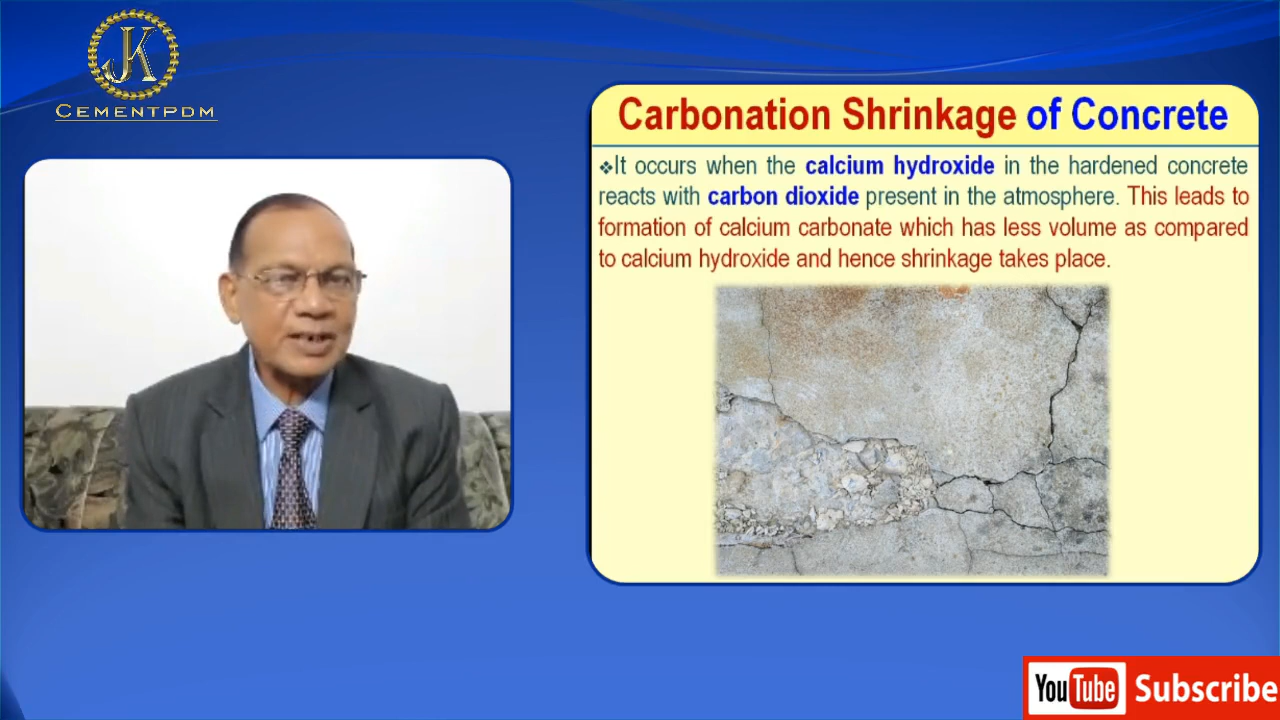 JK
CEMENTPDM
Carbonation Shrinkage of Concrete
❖It occurs when the calcium hydroxide in the hardened concrete
reacts with carbon dioxide present in the atmosphere. This leads to
formation of calcium carbonate which has less volume as compared
to calcium hydroxide and hence shrinkage takes place.
YouTube Subscribe